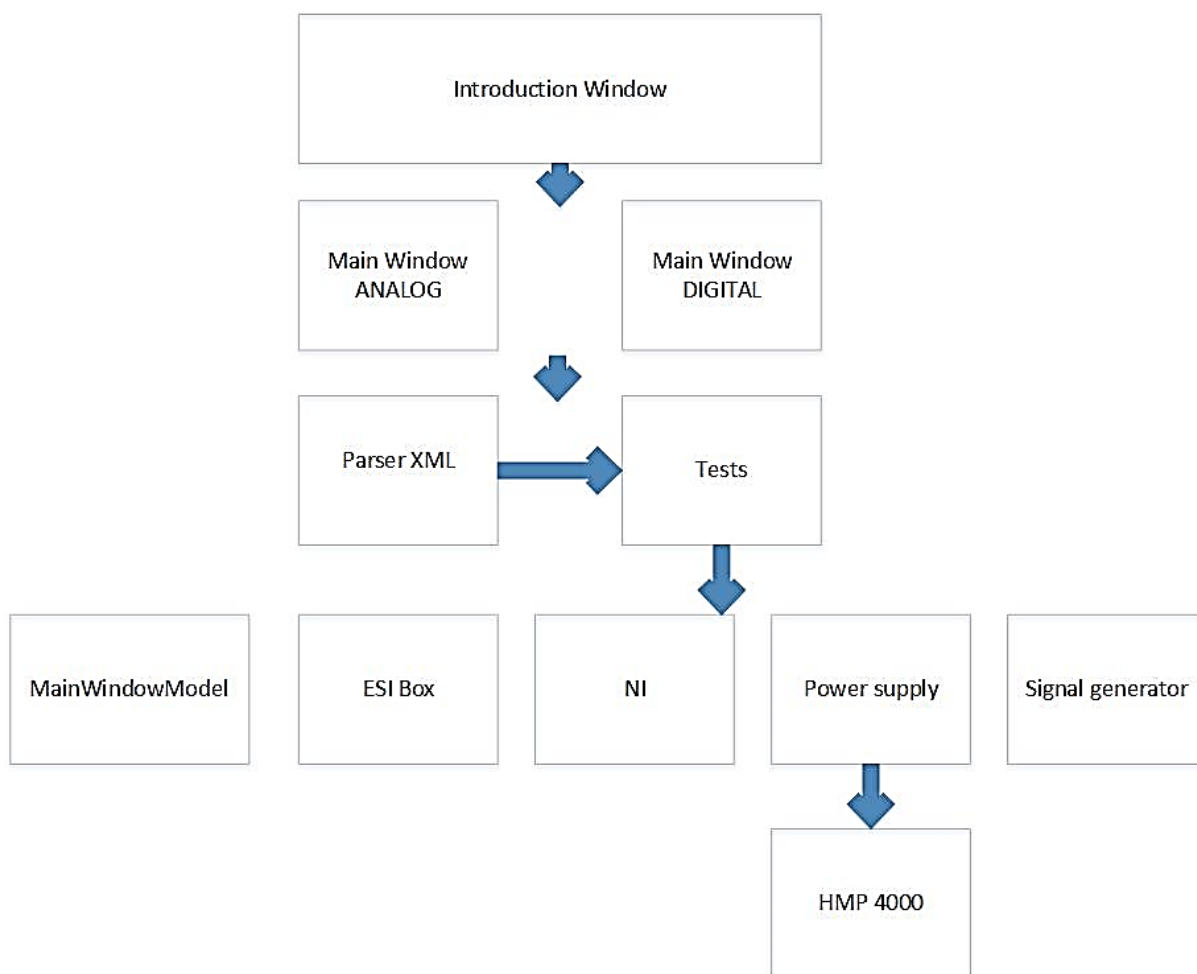 Introduction Window
Main Window
ANALOG
Main Window
DIGITAL
Parser XML
Tests
MainWindowModel
ESI Box
NI
Power supply
Signal generator
HMP 4000